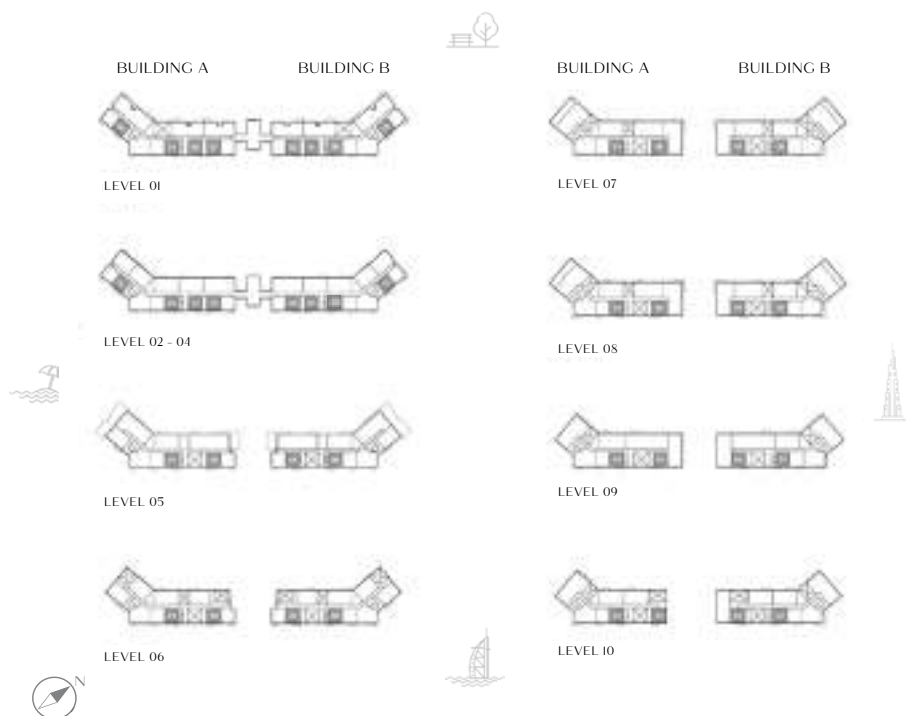 BUILDING A BUILDING B
LEVEL 01
LEVEL 02 - 04
LEVEL 05
LEVEL 06
BUILDING A BUILDING B
LEVEL 07
LEVEL 08
LEVEL 09
LEVEL 10
N